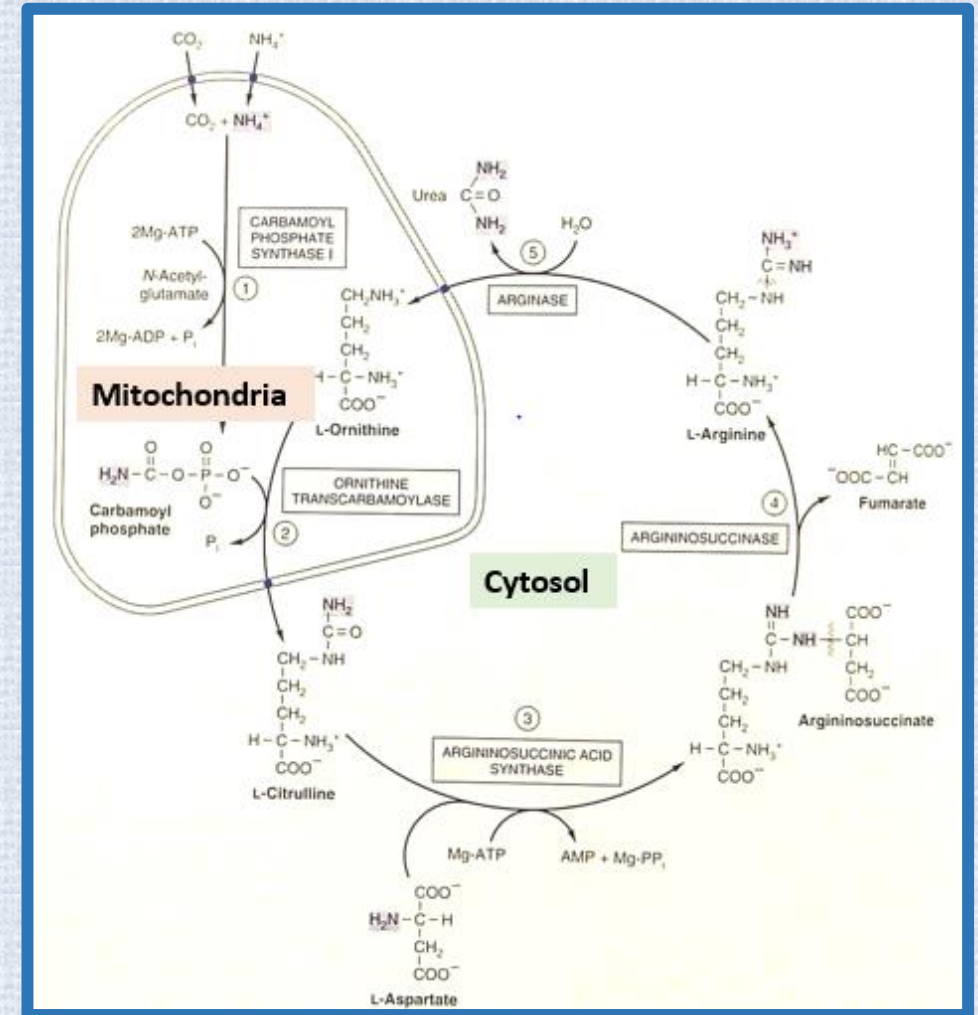 CO₂ NH₄⁺
CO₂ + NH₄⁺
2Mg-ATP
CARBAMOYL
PHOSPHATE
SYNTHASE I
N-Acetyl-
glutamate
1
2Mg-ADP + Pᵢ
Mitochondria
CH₂NH₃⁺
CH₂
CH₂
H–C–NH₃⁺
COO⁻
L-Ornithine
O O
H₂N–C–O–P–O⁻
O⁻
Carbamoyl
phosphate
ORNITHINE
TRANSCARBAMOYLASE
Pᵢ
2
NH₂
Urea C=O
NH₂
H₂O
5
ARGINASE
NH₃⁺
C=NH
CH₂–NH
CH₂
CH₂
H–C–NH₃⁺
COO⁻
L-Arginine
HC–COO⁻
⁻OOC–CH
Fumarate
4
ARGININOSUCCINASE
Cytosol
NH₂
C=O
CH₂–NH
CH₂
CH₂
H–C–NH₃⁺
COO⁻
L-Citrulline
NH COO⁻
C–NH–CH
CH₂–NH CH₂
CH₂ COO⁻
CH₂ Argininosuccinate
H–C–NH₃⁺
COO⁻
3
ARGININOSUCCINIC ACID
SYNTHASE
Mg-ATP AMP + Mg-PPᵢ
COO⁻
H₂N–C–H
CH₂
COO⁻
L-Aspartate